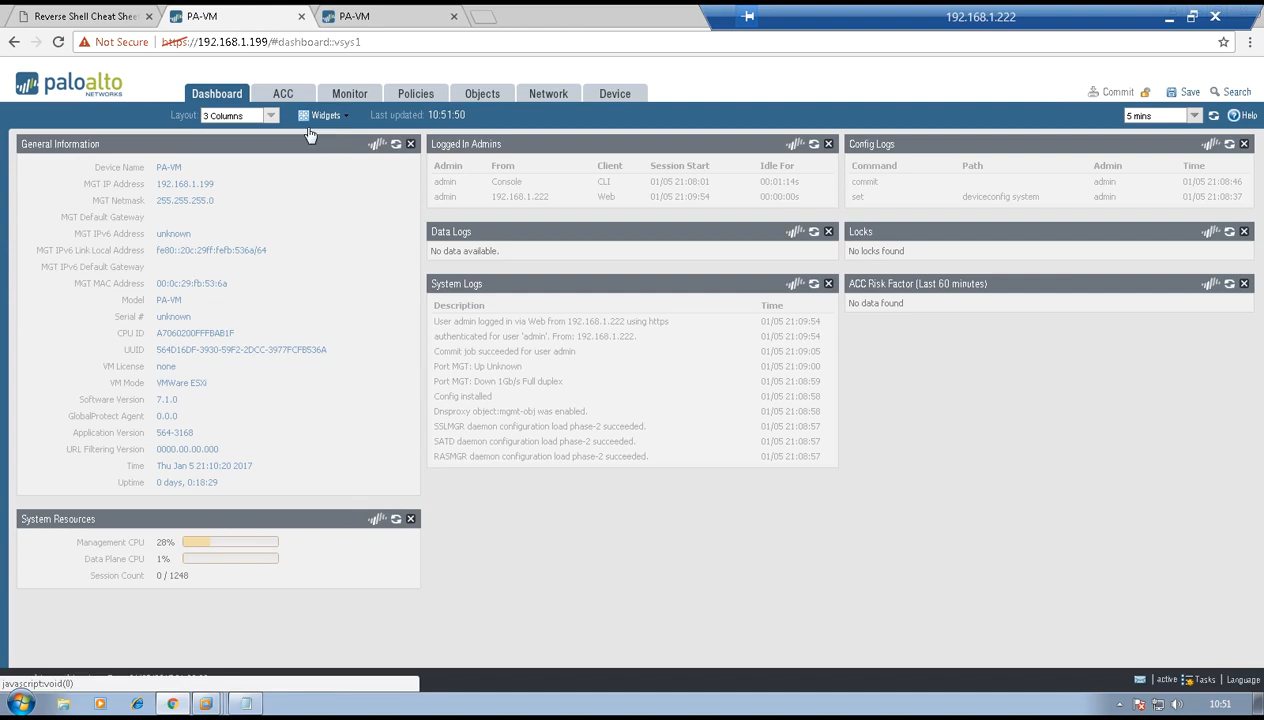 Reverse Shell Cheat Shee
PA-VM
PA-VM
192.168.1.222
Not Secure
https://192.168.1.199/#dashboard::vsys1
paloalto
NETWORKS
Dashboard
ACC
Monitor
Policies
Objects
Network
Device
Commit
Save
Search
Layout
3 Columns
Widgets
Last updated: 10:51:50
5 mins
Help
General Information
Device Name PA-VM
MGT IP Address 192.168.1.199
MGT Netmask 255.255.255.0
MGT Default Gateway
MGT IPv6 Address unknown
MGT IPv6 Link Local Address fe80::20c:29ff:fefb:536a/64
MGT IPv6 Default Gateway
MGT MAC Address 00:0c:29:fb:53:6a
Model PA-VM
Serial # unknown
CPU ID A7060200FFFBAB1F
UUID 564D16DF-3930-59F2-2DCC-3977FCFB536A
VM License none
VM Mode VMWare ESXi
Software Version 7.1.0
GlobalProtect Agent 0.0.0
Application Version 564-3168
URL Filtering Version 0000.00.00.000
Time Thu Jan 5 21:10:20 2017
Uptime 0 days, 0:18:29
System Resources
Management CPU 28%
Data Plane CPU 1%
Session Count 0 / 1248
Logged In Admins
Admin From Client Session Start Idle For
admin Console CLI 01/05 21:08:01 00:01:14s
admin 192.168.1.222 Web 01/05 21:09:54 00:00:00s
Data Logs
No data available.
System Logs
Description Time
User admin logged in via Web from 192.168.1.222 using https 01/05 21:09:54
authenticated for user 'admin'. From: 192.168.1.222. 01/05 21:09:54
Commit job succeeded for user admin 01/05 21:09:05
Port MGT: Up Unknown 01/05 21:09:00
Port MGT: Down 1Gb/s Full duplex 01/05 21:08:59
Config installed 01/05 21:08:58
Dnsproxy object:mgmt-obj was enabled. 01/05 21:08:58
SSLMGR daemon configuration load phase-2 succeeded. 01/05 21:08:57
SATD daemon configuration load phase-2 succeeded. 01/05 21:08:57
RASMGR daemon configuration load phase-2 succeeded. 01/05 21:08:57
Config Logs
Command Path Admin Time
commit admin 01/05 21:08:46
set deviceconfig system admin 01/05 21:08:37
Locks
No locks found
ACC Risk Factor (Last 60 minutes)
No data found
javascript:void(0)
active
Tasks
Language
10:51